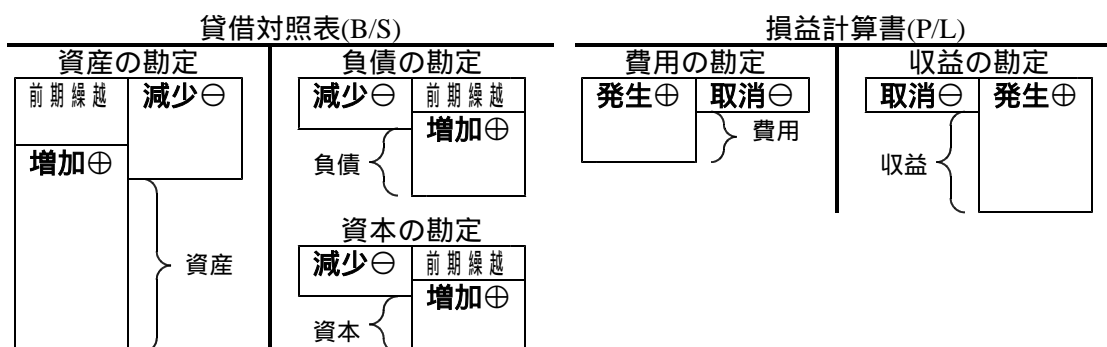 貸借対照表(B/S)
資産の勘定
前期繰越
減少⊖
増加⊕
資産
負債の勘定
減少⊖
前期繰越
増加⊕
負債
資本の勘定
減少⊖
前期繰越
増加⊕
資本
損益計算書(P/L)
費用の勘定
発生⊕
取消⊖
費用
収益の勘定
取消⊖
発生⊕
収益